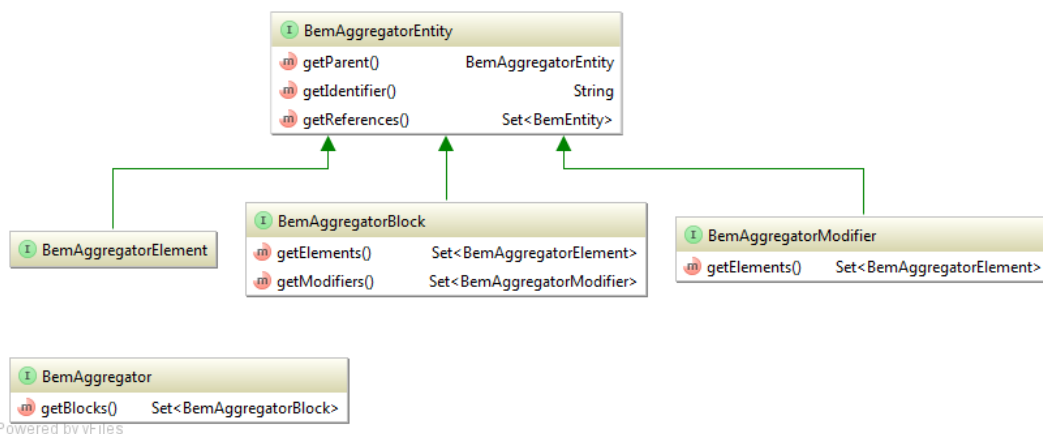 I BemAggregatorEntity
m getParent() BemAggregatorEntity
m getIdentifier() String
m getReferences() Set<BemEntity>
I BemAggregatorElement
I BemAggregatorBlock
m getElements() Set<BemAggregatorElement>
m getModifiers() Set<BemAggregatorModifier>
I BemAggregatorModifier
m getElements() Set<BemAggregatorElement>
I BemAggregator
m getBlocks() Set<BemAggregatorBlock>
Powered by yFiles